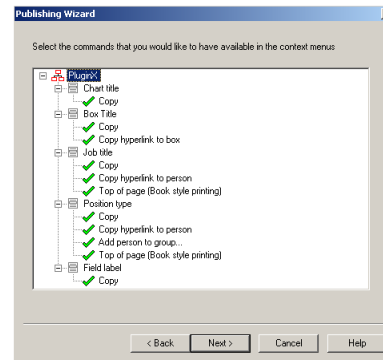 Publishing Wizard
Select the commands that you would like to have available in the context menus
PluginX
Chart title
Copy
Box Title
Copy
Copy hyperlink to box
Job title
Copy
Copy hyperlink to person
Top of page (Book style printing)
Position type
Copy
Copy hyperlink to person
Add person to group...
Top of page (Book style printing)
Field label
Copy
< Back
Next >
Cancel
Help